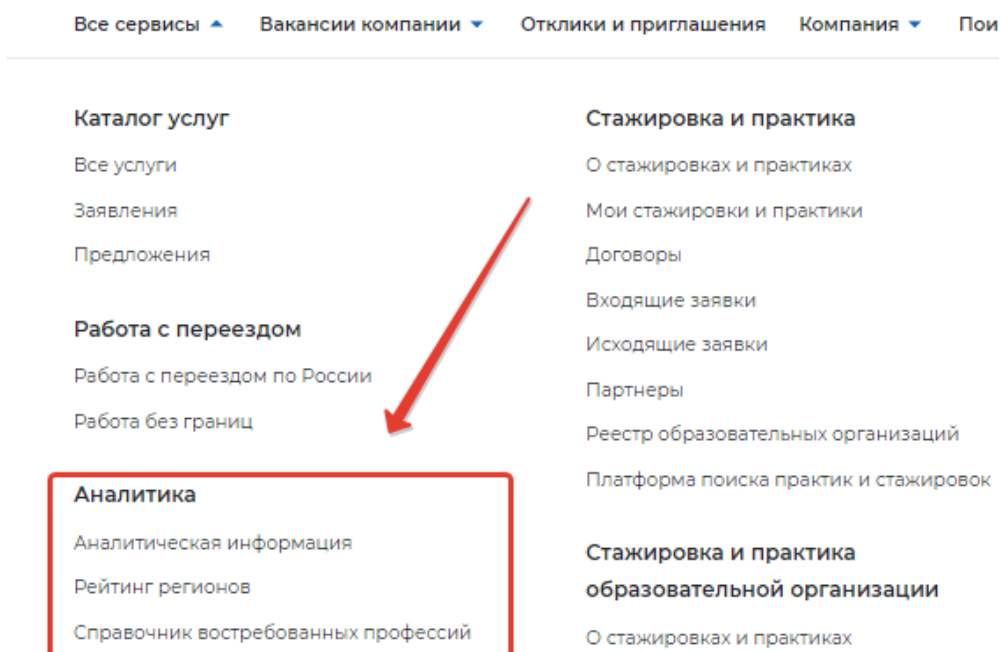 Все сервисы Вакансии компании Отклики и приглашения Компания Пои
Каталог услуг
Все услуги
Заявления
Предложения
Работа с переездом
Работа с переездом по России
Работа без границ
Аналитика
Аналитическая информация
Рейтинг регионов
Справочник востребованных профессий
Стажировка и практика
О стажировках и практиках
Мои стажировки и практики
Договоры
Входящие заявки
Исходящие заявки
Партнеры
Реестр образовательных организаций
Платформа поиска практик и стажировок
Стажировка и практика
образовательной организации
О стажировках и практиках